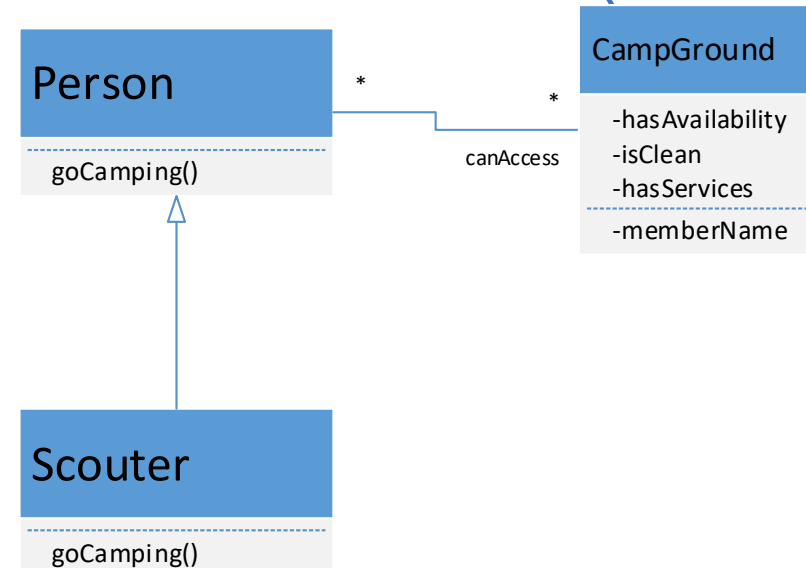 Person
goCamping()
*
*
canAccess
CampGround
-hasAvailability
-isClean
-hasServices
-memberName
Scouter
goCamping()